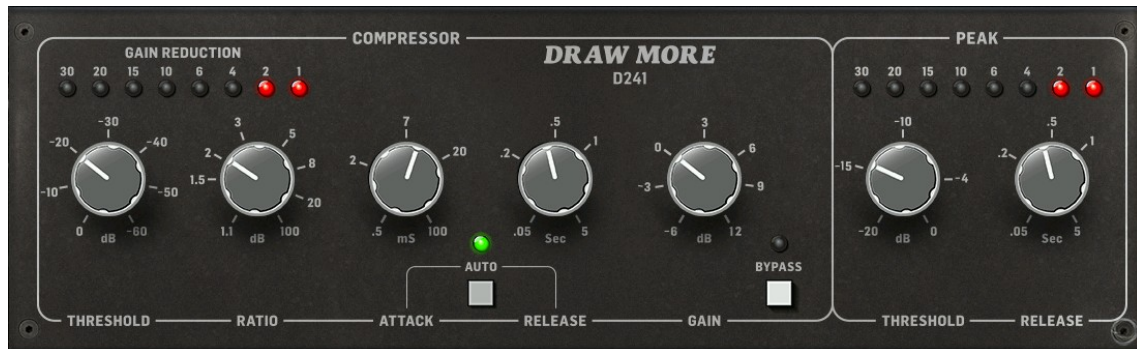 COMPRESSOR
PEAK
GAIN REDUCTION
DRAW MORE
D241
30 20 15 10 6 4 2 1
30 20 15 10 6 4 2 1
0 -10 -20 -30 -40 -50 -60 dB
1.1 1.5 2 3 5 8 20 100 dB
.5 2 7 20 100 mS
.05 .2 .5 1 5 Sec
-6 -3 0 3 6 9 12 dB
-20 -15 -10 -4 0 dB
.05 .2 .5 1 5 Sec
AUTO
BYPASS
THRESHOLD RATIO ATTACK RELEASE GAIN
THRESHOLD RELEASE